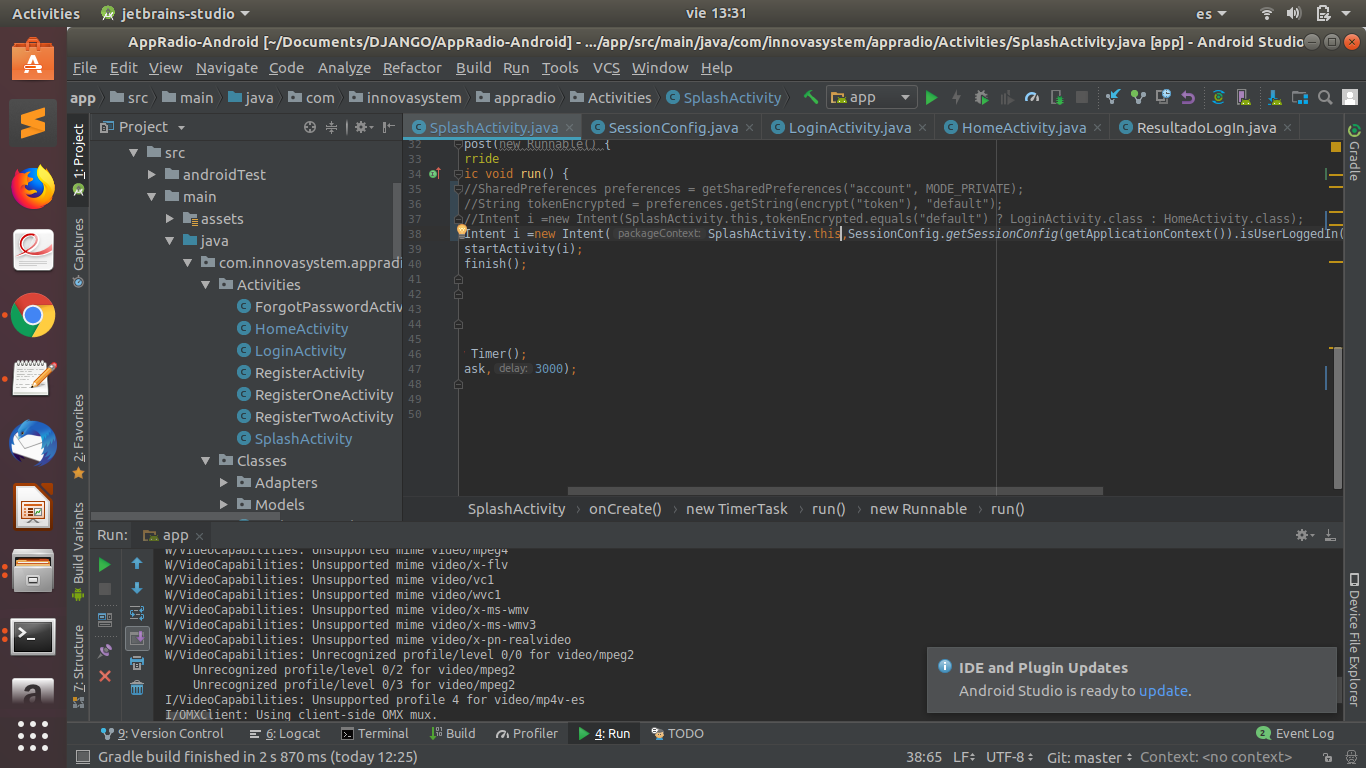 Activities jetbrains-studio vie 13:31 es
AppRadio-Android [~/Documents/DJANGO/AppRadio-Android] - .../app/src/main/java/com/innovasystem/appradio/Activities/SplashActivity.java [app] - Android Studio
File Edit View Navigate Code Analyze Refactor Build Run Tools VCS Window Help
app src main java com innovasystem appradio Activities SplashActivity app
1: Project
Captures
2: Favorites
Build Variants
7: Structure
Project
src
androidTest
main
assets
java
com.innovasystem.appradi
Activities
ForgotPasswordActiv
HomeActivity
LoginActivity
RegisterActivity
RegisterOneActivity
RegisterTwoActivity
SplashActivity
Classes
Adapters
Models
SplashActivity.java SessionConfig.java LoginActivity.java HomeActivity.java ResultadoLogIn.java
32 post(new Runnable() {
33 rride
34 ic void run() {
35 //SharedPreferences preferences = getSharedPreferences("account", MODE_PRIVATE);
36 //String tokenEncrypted = preferences.getString(encrypt("token"), "default");
37 //Intent i =new Intent(SplashActivity.this,tokenEncrypted.equals("default") ? LoginActivity.class : HomeActivity.class);
38 Intent i =new Intent( packageContext: SplashActivity.this,SessionConfig.getSessionConfig(getApplicationContext()).isUserLoggedIn(
39 startActivity(i);
40 finish();
41
42
43
44
45
46 Timer();
47 ask, delay: 3000);
48
49
50
SplashActivity onCreate() new TimerTask run() new Runnable run()
Gradle
Device File Explorer
Run: app
W/VideoCapabilities: Unsupported mime video/mpeg4
W/VideoCapabilities: Unsupported mime video/x-flv
W/VideoCapabilities: Unsupported mime video/vc1
W/VideoCapabilities: Unsupported mime video/wvc1
W/VideoCapabilities: Unsupported mime video/x-ms-wmv
W/VideoCapabilities: Unsupported mime video/x-ms-wmv3
W/VideoCapabilities: Unsupported mime video/x-pn-realvideo
W/VideoCapabilities: Unrecognized profile/level 0/0 for video/mpeg2
Unrecognized profile/level 0/2 for video/mpeg2
Unrecognized profile/level 0/3 for video/mpeg2
I/VideoCapabilities: Unsupported profile 4 for video/mp4v-es
I/OMXClient: Using client-side OMX mux.
IDE and Plugin Updates
Android Studio is ready to update.
9: Version Control 6: Logcat Terminal Build Profiler 4: Run TODO 2 Event Log
Gradle build finished in 2 s 870 ms (today 12:25) 38:65 LF UTF-8 Git: master Context: <no context>